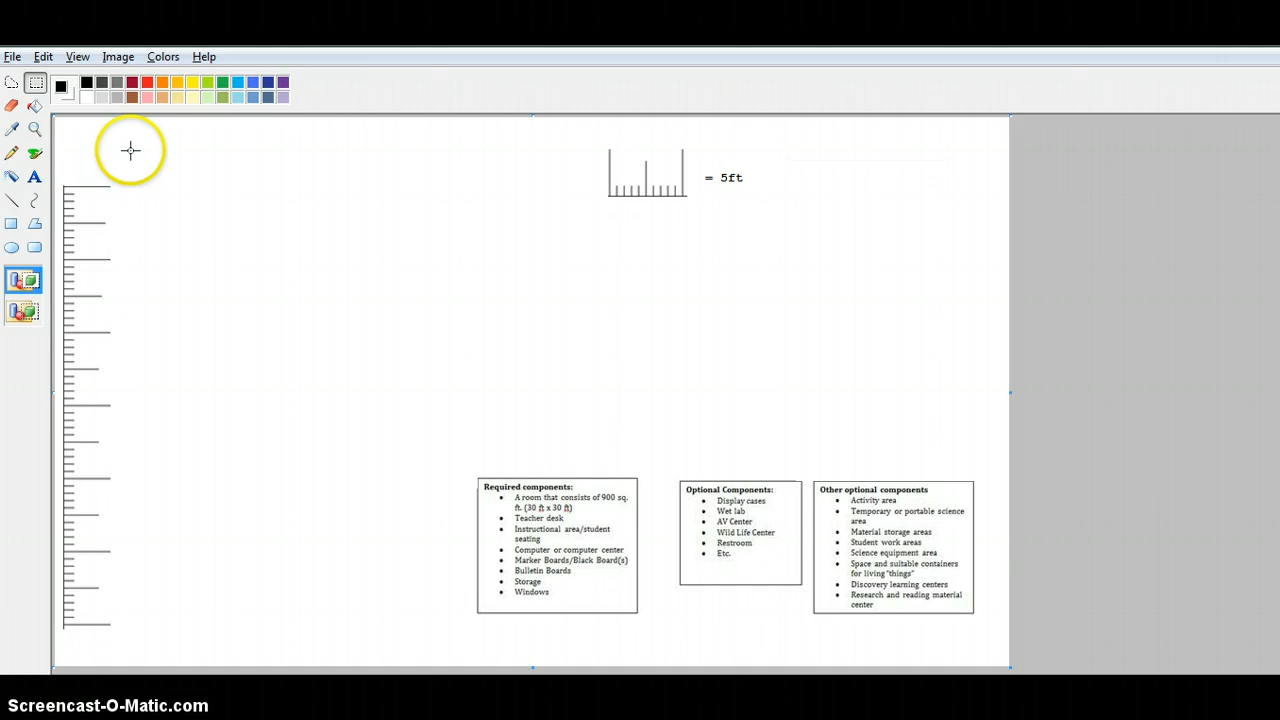 File Edit View Image Colors Help
= 5ft
Required components:
• A room that consists of 900 sq.
ft. (30 ft x 30 ft)
• Teacher desk
• Instructional area/student
seating
• Computer or computer center
• Marker Boards/Black Board(s)
• Bulletin Boards
• Storage
• Windows
Optional Components:
• Display cases
• Wet lab
• AV Center
• Wild Life Center
• Restroom
• Etc.
Other optional components
• Activity area
• Temporary or portable science
area
• Material storage areas
• Student work areas
• Science equipment area
• Space and suitable containers
for living "things"
• Discovery learning centers
• Research and reading material
center
Screencast-O-Matic.com